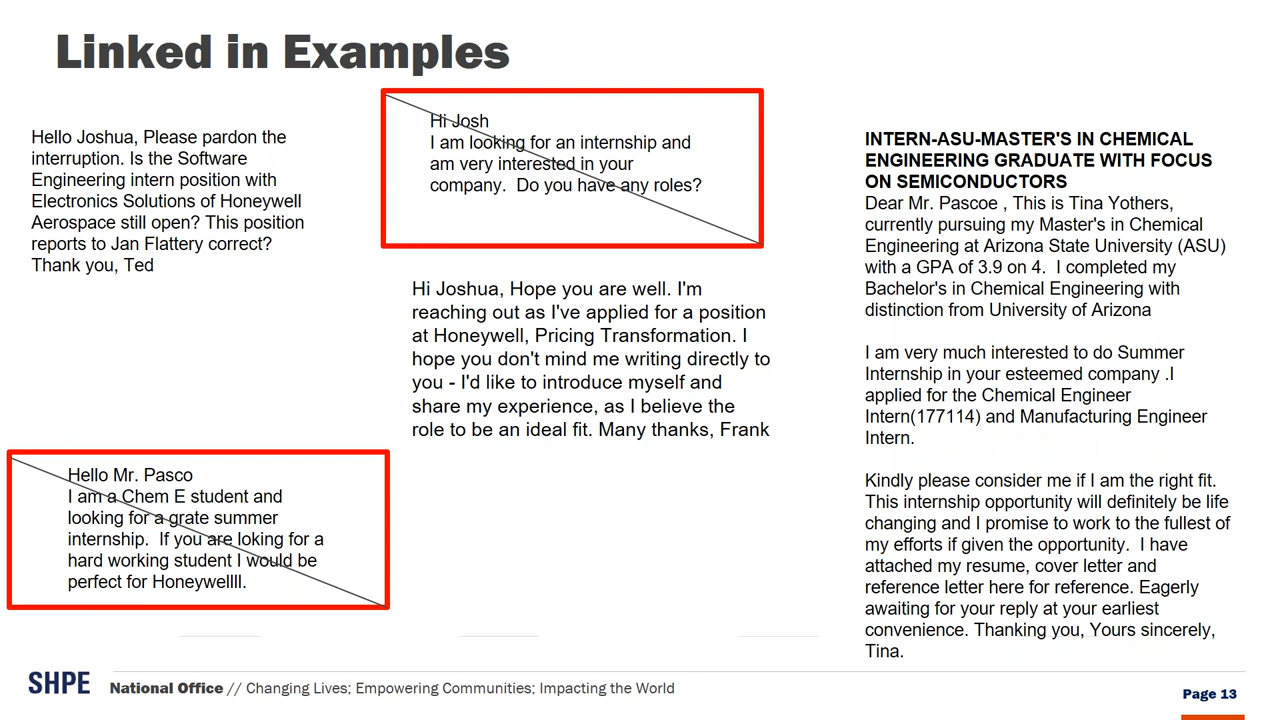 Linked in Examples
Hello Joshua, Please pardon the
interruption. Is the Software
Engineering intern position with
Electronics Solutions of Honeywell
Aerospace still open? This position
reports to Jan Flattery correct?
Thank you, Ted
Hi Josh
I am looking for an internship and
am very interested in your
company.  Do you have any roles?
Hi Joshua, Hope you are well. I'm
reaching out as I've applied for a position
at Honeywell, Pricing Transformation. I
hope you don't mind me writing directly to
you - I'd like to introduce myself and
share my experience, as I believe the
role to be an ideal fit. Many thanks, Frank
Hello Mr. Pasco
I am a Chem E student and
looking for a grate summer
internship.  If you are loking for a
hard working student I would be
perfect for Honeywellll.
INTERN-ASU-MASTER'S IN CHEMICAL
ENGINEERING GRADUATE WITH FOCUS
ON SEMICONDUCTORS
Dear Mr. Pascoe , This is Tina Yothers,
currently pursuing my Master's in Chemical
Engineering at Arizona State University (ASU)
with a GPA of 3.9 on 4.  I completed my
Bachelor's in Chemical Engineering with
distinction from University of Arizona
I am very much interested to do Summer
Internship in your esteemed company .I
applied for the Chemical Engineer
Intern(177114) and Manufacturing Engineer
Intern.
Kindly please consider me if I am the right fit.
This internship opportunity will definitely be life
changing and I promise to work to the fullest of
my efforts if given the opportunity.  I have
attached my resume, cover letter and
reference letter here for reference. Eagerly
awaiting for your reply at your earliest
convenience. Thanking you, Yours sincerely,
Tina.
SHPE National Office // Changing Lives; Empowering Communities; Impacting the World
Page 13